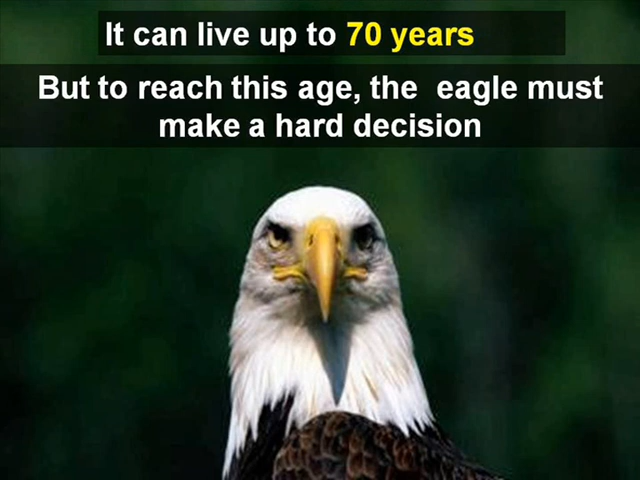 It can live up to 70 years
But to reach this age, the eagle must
make a hard decision